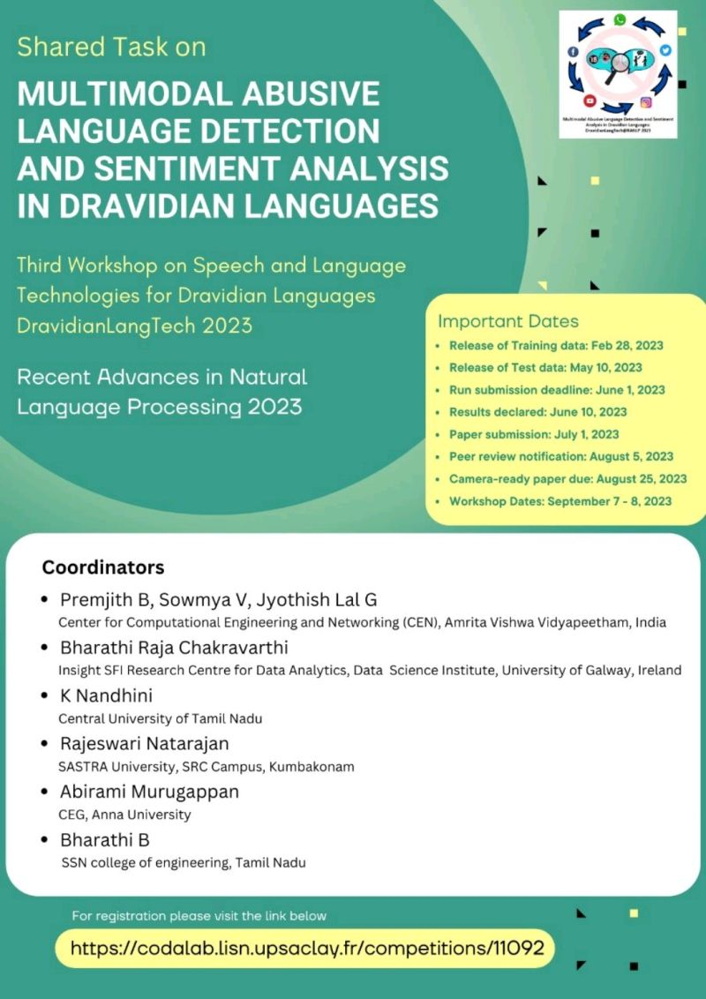 Shared Task on
MULTIMODAL ABUSIVE
LANGUAGE DETECTION
AND SENTIMENT ANALYSIS
IN DRAVIDIAN LANGUAGES
Multimodal Abusive Language Detection and Sentiment
Analysis in Dravidian Languages:
DravidianLangTech@RANLP 2023
Third Workshop on Speech and Language
Technologies for Dravidian Languages
DravidianLangTech 2023
Recent Advances in Natural
Language Processing 2023
Important Dates
• Release of Training data: Feb 28, 2023
• Release of Test data: May 10, 2023
• Run submission deadline: June 1, 2023
• Results declared: June 10, 2023
• Paper submission: July 1, 2023
• Peer review notification: August 5, 2023
• Camera-ready paper due: August 25, 2023
• Workshop Dates: September 7 - 8, 2023
Coordinators
• Premjith B, Sowmya V, Jyothish Lal G
Center for Computational Engineering and Networking (CEN), Amrita Vishwa Vidyapeetham, India
• Bharathi Raja Chakravarthi
Insight SFI Research Centre for Data Analytics, Data Science Institute, University of Galway, Ireland
• K Nandhini
Central University of Tamil Nadu
• Rajeswari Natarajan
SASTRA University, SRC Campus, Kumbakonam
• Abirami Murugappan
CEG, Anna University
• Bharathi B
SSN college of engineering, Tamil Nadu
For registration please visit the link below
https://codalab.lisn.upsaclay.fr/competitions/11092